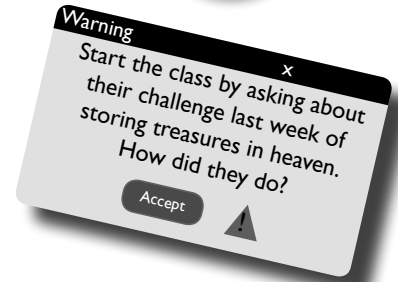 Warning
x
Start the class by asking about
their challenge last week of
storing treasures in heaven.
How did they do?
Accept
!